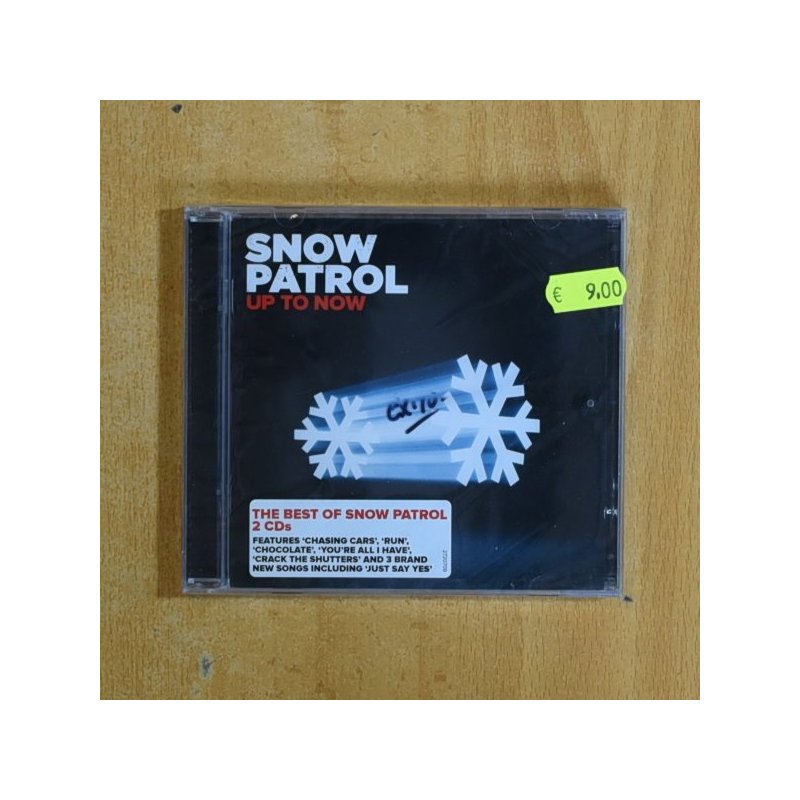 SNOW
PATROL
UP TO NOW
€ 9.00
THE BEST OF SNOW PATROL
2 CDs
FEATURES ‘CHASING CARS’, ‘RUN’,
‘CHOCOLATE’, ‘YOU’RE ALL I HAVE’,
‘CRACK THE SHUTTERS’ AND 3 BRAND
NEW SONGS INCLUDING ‘JUST SAY YES’